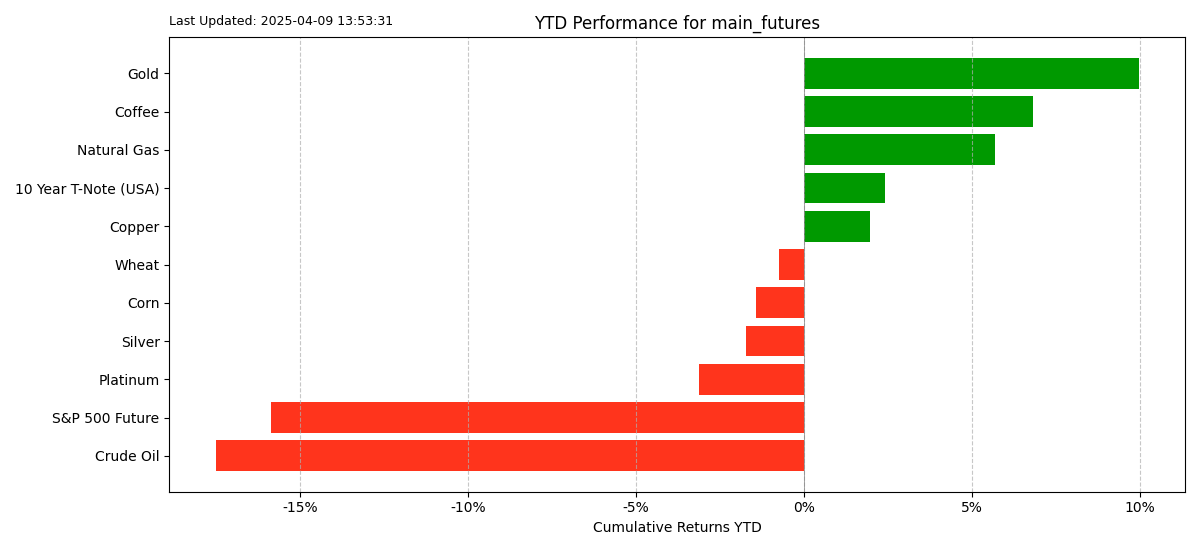 Last Updated: 2025-04-09 13:53:31
YTD Performance for main_futures
Gold
Coffee
Natural Gas
10 Year T-Note (USA)
Copper
Wheat
Corn
Silver
Platinum
S&P 500 Future
Crude Oil
-15%
-10%
-5%
0%
5%
10%
Cumulative Returns YTD